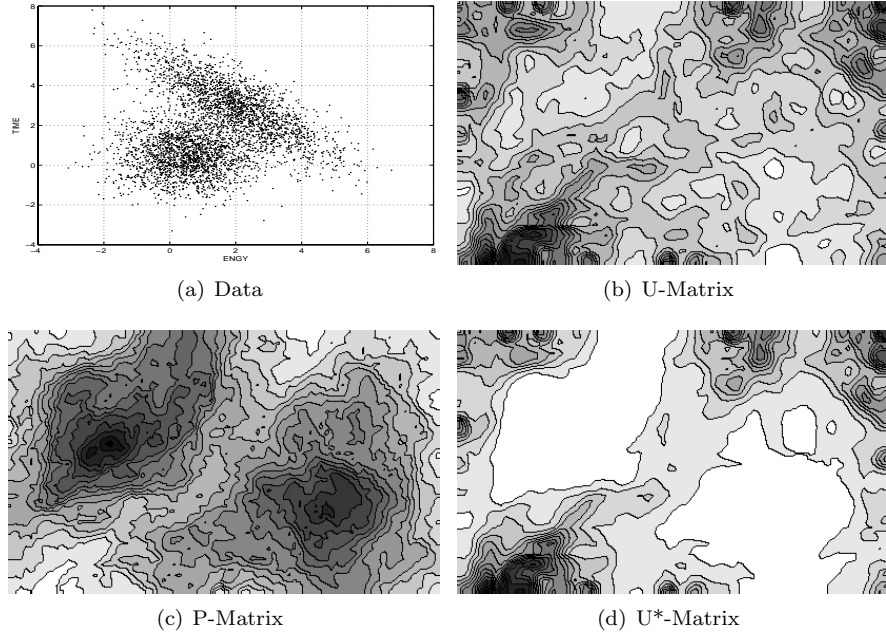 8
6
4
2
0
−2
−4
TIME
−4 −2 0 2 4 6 8
ENGY
(a) Data
(b) U-Matrix
(c) P-Matrix
(d) U*-Matrix